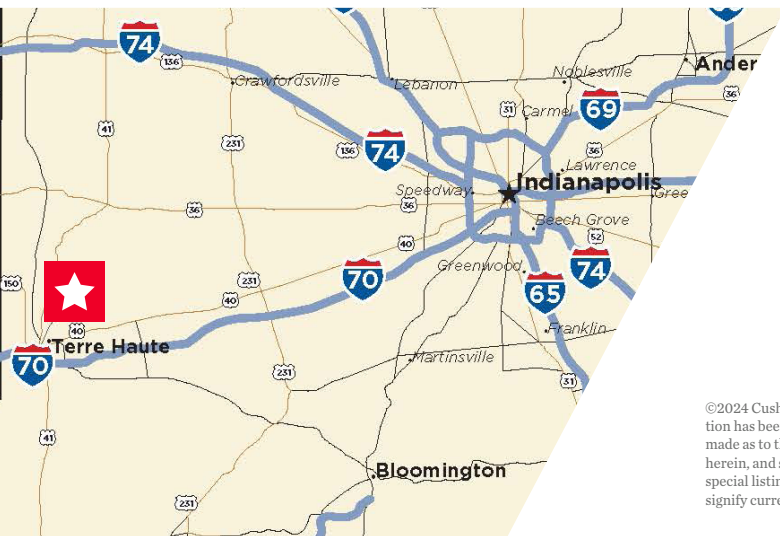 74
136
Crawfordsville
Lebanon
Noblesville
Ander
36
31
Carmel
69
41
231
136
74
36
Lawrence
Indianapolis
Speedway
Gree
36
36
Beech Grove
52
40
Greenwood
74
70
150
231
40
65
40
Terre Haute
Franklin
70
Martinsville
231
31
41
Bloomington
231
©2024 Cush
tion has bee
made as to t
herein, and
special listin
signify curre